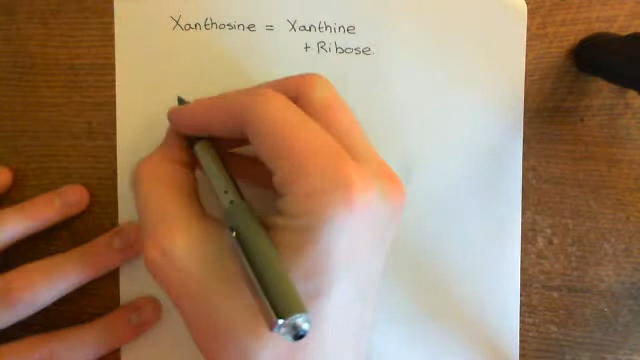 Xanthosine = Xanthine
+ Ribose.